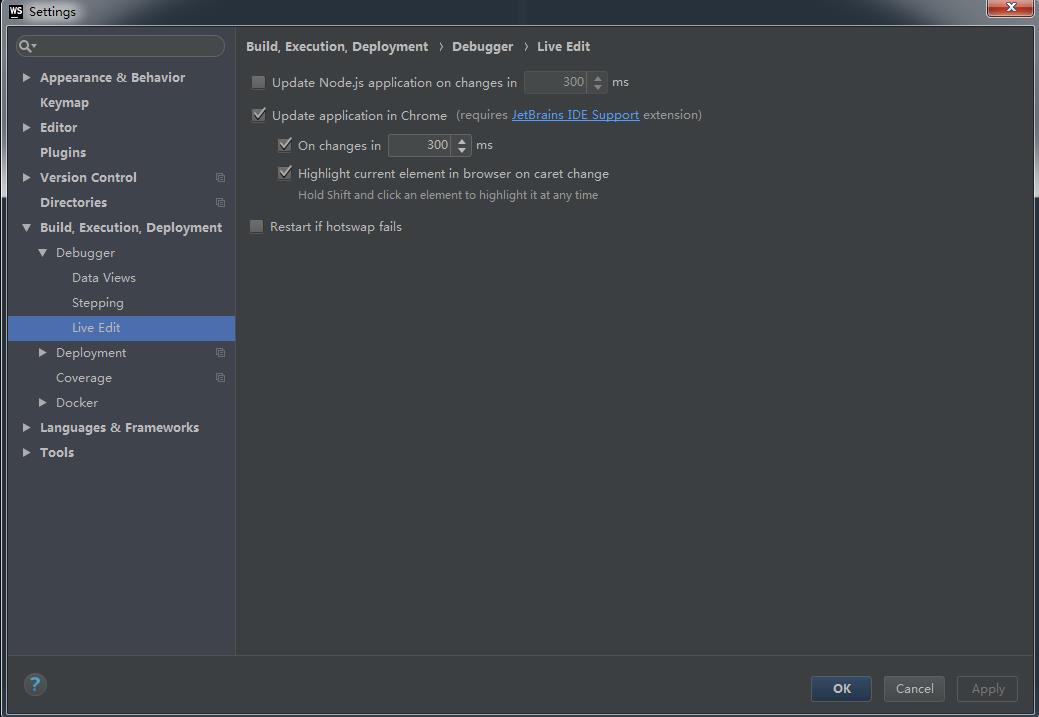 WS Settings
Appearance & Behavior
Keymap
Editor
Plugins
Version Control
Directories
Build, Execution, Deployment
Debugger
Data Views
Stepping
Live Edit
Deployment
Coverage
Docker
Languages & Frameworks
Tools
Build, Execution, Deployment › Debugger › Live Edit
Update Node.js application on changes in 300 ms
Update application in Chrome (requires JetBrains IDE Support extension)
On changes in 300 ms
Highlight current element in browser on caret change
Hold Shift and click an element to highlight it at any time
Restart if hotswap fails
?
OK Cancel Apply